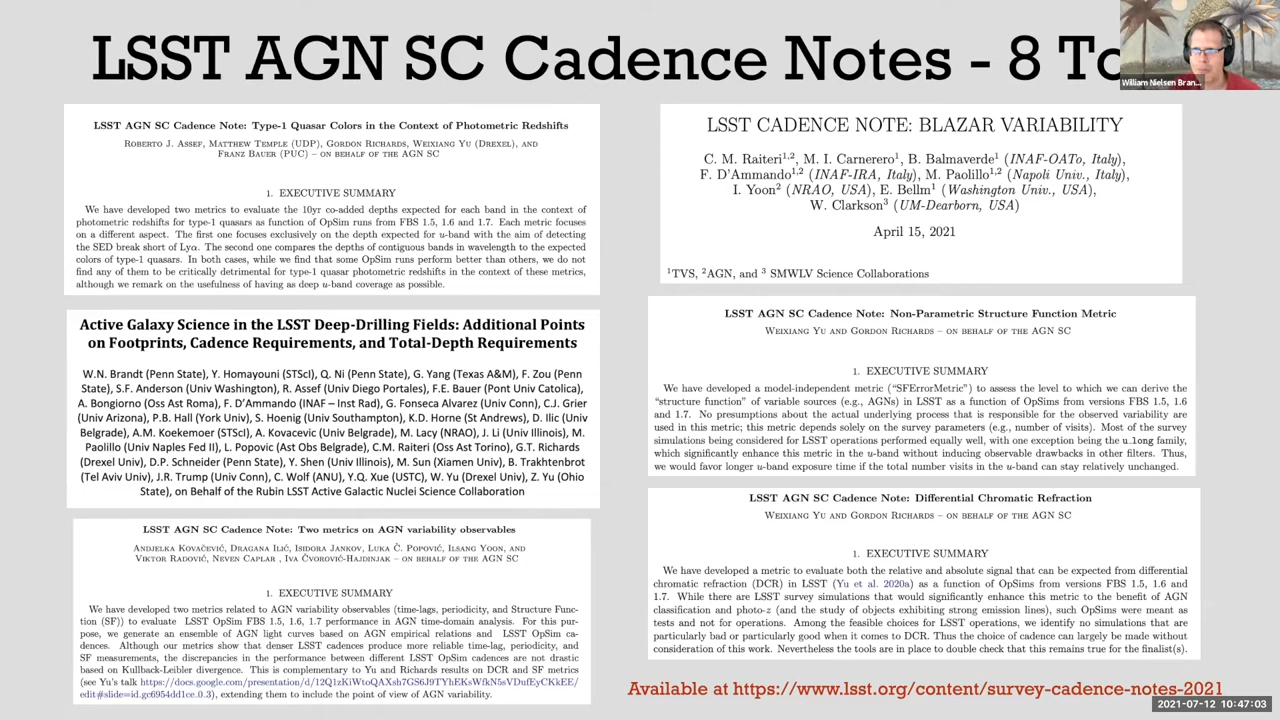 LSST AGN SC Cadence Notes - 8 To
William Nielsen Bran...
LSST AGN SC Cadence Note: Type-1 Quasar Colors in the Context of Photometric Redshifts
Roberto J. Assef, Matthew Temple (UDP), Gordon Richards, Weixiang Yu (Drexel), and
Franz Bauer (PUC) – on behalf of the AGN SC
1. EXECUTIVE SUMMARY
We have developed two metrics to evaluate the 10yr co-added depths expected for each band in the context of
photometric redshifts for type-1 quasars as function of OpSim runs from FBS 1.5, 1.6 and 1.7. Each metric focuses
on a different aspect. The first one focuses exclusively on the depth expected for u-band with the aim of detecting
the SED break short of Lyα. The second one compares the depths of contiguous bands in wavelength to the expected
colors of type-1 quasars. In both cases, while we find that some OpSim runs perform better than others, we do not
find any of them to be critically detrimental for type-1 quasar photometric redshifts in the context of these metrics,
although we remark on the usefulness of having as deep u-band coverage as possible.
Active Galaxy Science in the LSST Deep-Drilling Fields: Additional Points
on Footprints, Cadence Requirements, and Total-Depth Requirements
W.N. Brandt (Penn State), Y. Homayouni (STScI), Q. Ni (Penn State), G. Yang (Texas A&M), F. Zou (Penn
State), S.F. Anderson (Univ Washington), R. Assef (Univ Diego Portales), F.E. Bauer (Pont Univ Catolica),
A. Bongiorno (Oss Ast Roma), F. D'Ammando (INAF – Inst Rad), G. Fonseca Alvarez (Univ Conn), C.J. Grier
(Univ Arizona), P.B. Hall (York Univ), S. Hoenig (Univ Southampton), K.D. Horne (St Andrews), D. Ilic (Univ
Belgrade), A.M. Koekemoer (STScI), A. Kovacevic (Univ Belgrade), M. Lacy (NRAO), J. Li (Univ Illinois), M.
Paolillo (Univ Naples Fed II), L. Popovic (Ast Obs Belgrade), C.M. Raiteri (Oss Ast Torino), G.T. Richards
(Drexel Univ), D.P. Schneider (Penn State), Y. Shen (Univ Illinois), M. Sun (Xiamen Univ), B. Trakhtenbrot
(Tel Aviv Univ), J.R. Trump (Univ Conn), C. Wolf (ANU), Y.Q. Xue (USTC), W. Yu (Drexel Univ), Z. Yu (Ohio
State), on Behalf of the Rubin LSST Active Galactic Nuclei Science Collaboration
LSST AGN SC Cadence Note: Two metrics on AGN variability observables
Andjelka Kovačević, Dragana Ilić, Isidora Jankov, Luka Č. Popović, Ilsang Yoon, and
Viktor Radović, Neven Caplar , Iva Čvorović-Hajdinjak – on behalf of the AGN SC
1. EXECUTIVE SUMMARY
We have developed two metrics related to AGN variability observables (time-lags, periodicity, and Structure Func-
tion (SF)) to evaluate LSST OpSim FBS 1.5, 1.6, 1.7 performance in AGN time-domain analysis. For this pur-
pose, we generate an ensemble of AGN light curves based on AGN empirical relations and LSST OpSim ca-
dences. Although our metrics show that denser LSST cadences produce more reliable time-lag, periodicity, and
SF measurements, the discrepancies in the performance between different LSST OpSim cadences are not drastic
based on Kullback-Leibler divergence. This is complementary to Yu and Richards results on DCR and SF metrics
(see Yu's talk https://docs.google.com/presentation/d/12Q1zKiWtoQAXsh7GS6J9TYhEKsWfkN5sVDufEyCKkEE/
edit#slide=id.gc6954dd1ce.0.3), extending them to include the point of view of AGN variability.
LSST CADENCE NOTE: BLAZAR VARIABILITY
C. M. Raiteri1,2, M. I. Carnerero1, B. Balmaverde1 (INAF-OATo, Italy),
F. D'Ammando1,2 (INAF-IRA, Italy), M. Paolillo1,2 (Napoli Univ., Italy),
I. Yoon2 (NRAO, USA), E. Bellm1 (Washington Univ., USA),
W. Clarkson3 (UM-Dearborn, USA)
April 15, 2021
1TVS, 2AGN, and 3 SMWLV Science Collaborations
LSST AGN SC Cadence Note: Non-Parametric Structure Function Metric
Weixiang Yu and Gordon Richards – on behalf of the AGN SC
1. EXECUTIVE SUMMARY
We have developed a model-independent metric ("SFErrorMetric") to assess the level to which we can derive the
"structure function" of variable sources (e.g., AGNs) in LSST as a function of OpSims from versions FBS 1.5, 1.6
and 1.7. No presumptions about the actual underlying process that is responsible for the observed variability are
used in this metric; this metric depends solely on the survey parameters (e.g., number of visits). Most of the survey
simulations being considered for LSST operations performed equally well, with one exception being the u_long family,
which significantly enhance this metric in the u-band without inducing observable drawbacks in other filters. Thus,
we would favor longer u-band exposure time if the total number visits in the u-band can stay relatively unchanged.
LSST AGN SC Cadence Note: Differential Chromatic Refraction
Weixiang Yu and Gordon Richards – on behalf of the AGN SC
1. EXECUTIVE SUMMARY
We have developed a metric to evaluate both the relative and absolute signal that can be expected from differential
chromatic refraction (DCR) in LSST (Yu et al. 2020a) as a function of OpSims from versions FBS 1.5, 1.6 and
1.7. While there are LSST survey simulations that would significantly enhance this metric to the benefit of AGN
classification and photo-z (and the study of objects exhibiting strong emission lines), such OpSims were meant as
tests and not for operations. Among the feasible choices for LSST operations, we identify no simulations that are
particularly bad or particularly good when it comes to DCR. Thus the choice of cadence can largely be made without
consideration of this work. Nevertheless the tools are in place to double check that this remains true for the finalist(s).
Available at https://www.lsst.org/content/survey-cadence-notes-2021
2021-07-12 10:47:03